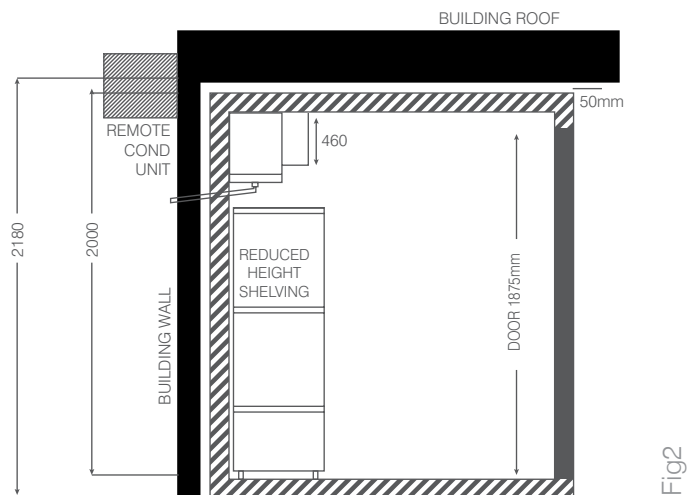 BUILDING ROOF
50mm
REMOTE
COND
UNIT
460
2180
2000
REDUCED
HEIGHT
SHELVING
DOOR 1875mm
BUILDING WALL
Fig2